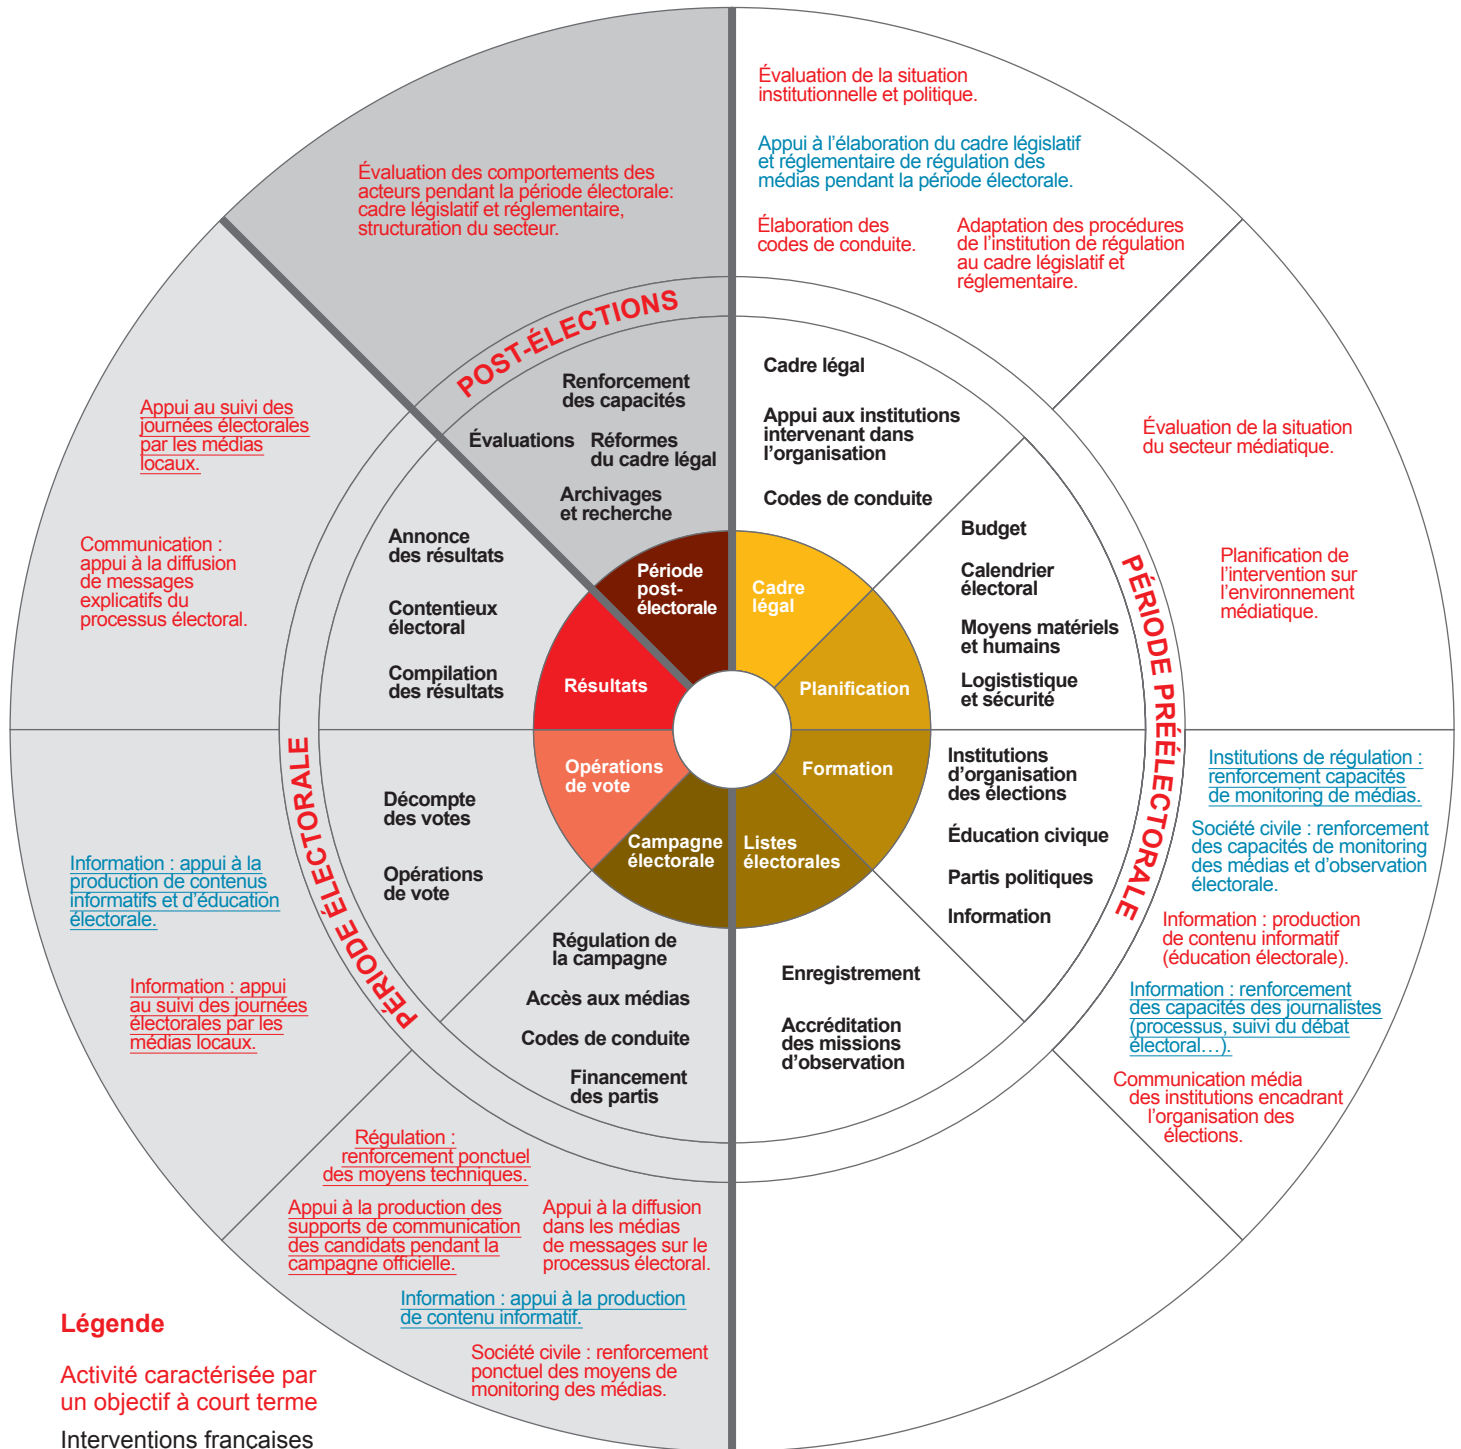 Évaluation de la situation
institutionnelle et politique.
Appui à l’élaboration du cadre législatif
et réglementaire de régulation des
médias pendant la période électorale.
Élaboration des
codes de conduite.
Adaptation des procédures
de l’institution de régulation
au cadre législatif et
réglementaire.
Évaluation de la situation
du secteur médiatique.
Planification de
l’intervention sur
l’environnement
médiatique.
Institutions de régulation :
renforcement capacités
de monitoring de médias.
Société civile : renforcement
des capacités de monitoring
des médias et d’observation
électorale.
Information : production
de contenu informatif
(éducation électorale).
Information : renforcement
des capacités des journalistes
(processus, suivi du débat
électoral…).
Communication média
des institutions encadrant
l’organisation des
élections.
Régulation :
renforcement ponctuel
des moyens techniques.
Appui à la production des
supports de communication
des candidats pendant la
campagne officielle.
Appui à la diffusion
dans les médias
de messages sur le
processus électoral.
Information : appui à la production
de contenu informatif.
Société civile : renforcement
ponctuel des moyens de
monitoring des médias.
Information : appui à la
production de contenus
informatifs et d’éducation
électorale.
Information : appui
au suivi des journées
électorales par les
médias locaux.
Appui au suivi des
journées électorales
par les médias
locaux.
Communication :
appui à la diffusion
de messages
explicatifs du
processus électoral.
Évaluation des comportements des
acteurs pendant la période électorale:
cadre législatif et réglementaire,
structuration du secteur.
POST-ÉLECTIONS
PÉRIODE PRÉÉLECTORALE
PÉRIODE ÉLECTORALE
Cadre légal
Appui aux institutions
intervenant dans
l’organisation
Codes de conduite
Budget
Calendrier
électoral
Moyens matériels
et humains
Logististique
et sécurité
Institutions
d’organisation
des élections
Éducation civique
Partis politiques
Information
Enregistrement
Accréditation
des missions
d’observation
Régulation de
la campagne
Accès aux médias
Codes de conduite
Financement
des partis
Décompte
des votes
Opérations
de vote
Annonce
des résultats
Contentieux
électoral
Compilation
des résultats
Renforcement
des capacités
Évaluations
Réformes
du cadre légal
Archivages
et recherche
Cadre
légal
Planification
Formation
Listes
électorales
Campagne
électorale
Opérations
de vote
Résultats
Période
post-
électorale
Légende
Activité caractérisée par
un objectif à court terme
Interventions françaises